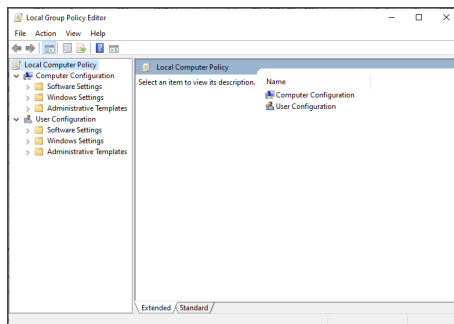 Local Group Policy Editor
File Action View Help
Local Computer Policy
Computer Configuration
Software Settings
Windows Settings
Administrative Templates
User Configuration
Software Settings
Windows Settings
Administrative Templates
Local Computer Policy
Select an item to view its description.
Name
Computer Configuration
User Configuration
Extended Standard